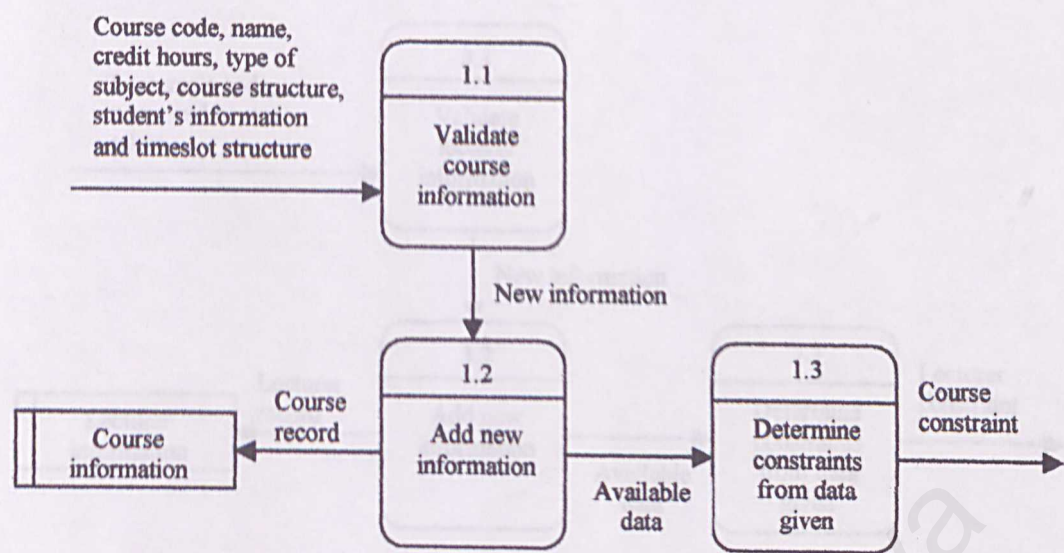 Course code, name,
credit hours, type of
subject, course structure,
student's information
and timeslot structure
1.1
Validate
course
information
New information
1.2
Add new
information
Course
record
Course
information
Available
data
1.3
Determine
constraints
from data
given
Course
constraint